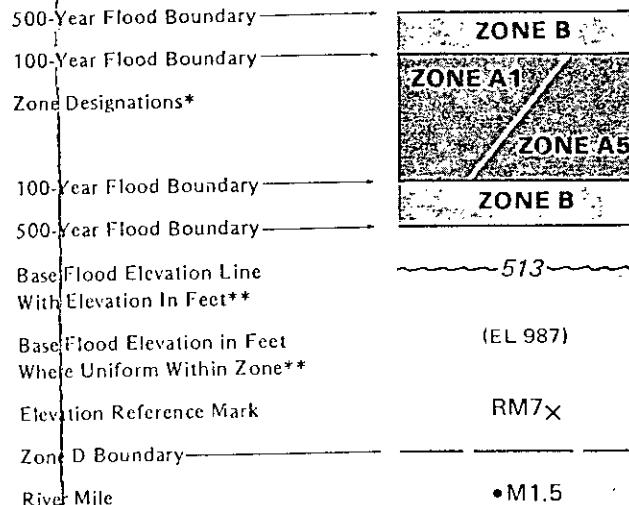 500-Year Flood Boundary
ZONE B
100-Year Flood Boundary
ZONE A1
Zone Designations*
ZONE A5
100-Year Flood Boundary
ZONE B
500-Year Flood Boundary
Base Flood Elevation Line
With Elevation In Feet**
513
Base Flood Elevation in Feet
Where Uniform Within Zone**
(EL 987)
Elevation Reference Mark
RM7×
Zone D Boundary
River Mile
•M1.5